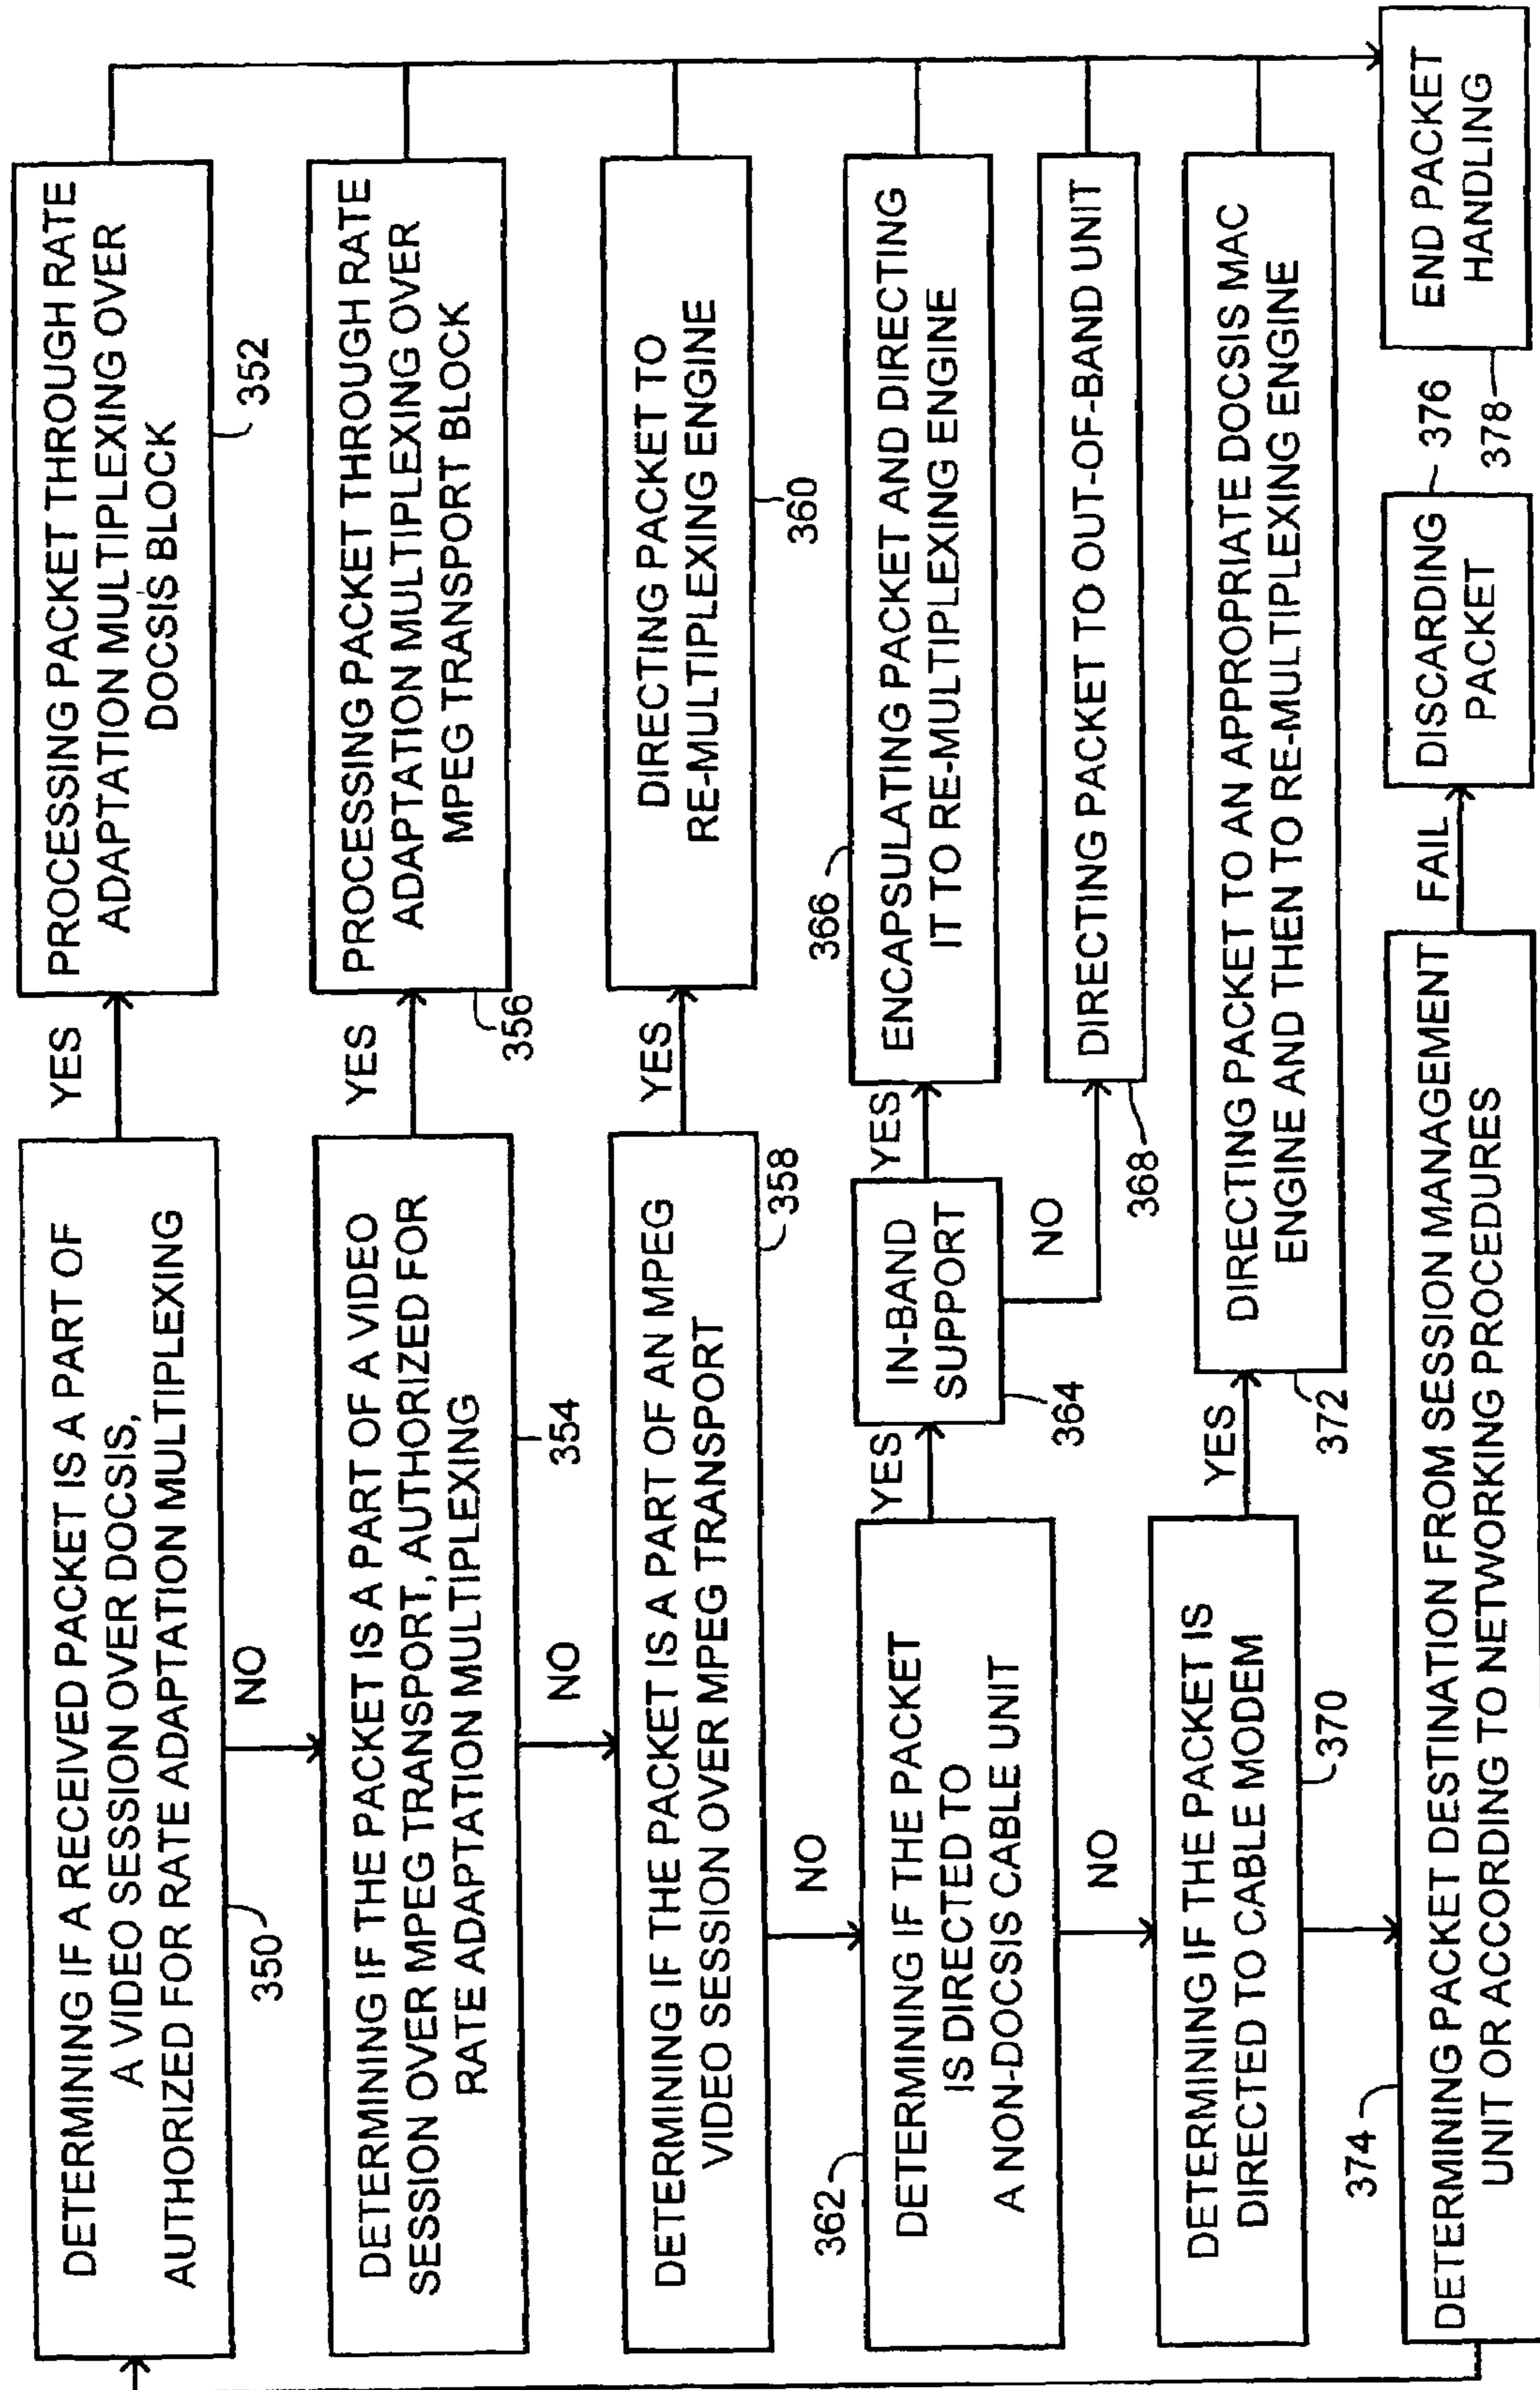 DETERMINING IF A RECEIVED PACKET IS A PART OF
A VIDEO SESSION OVER DOCSIS,
AUTHORIZED FOR RATE ADAPTATION MULTIPLEXING
350
YES
PROCESSING PACKET THROUGH RATE
ADAPTATION MULTIPLEXING OVER
DOCSIS BLOCK
352
NO
DETERMINING IF THE PACKET IS A PART OF A VIDEO
SESSION OVER MPEG TRANSPORT, AUTHORIZED FOR
RATE ADAPTATION MULTIPLEXING
354
YES
PROCESSING PACKET THROUGH RATE
ADAPTATION MULTIPLEXING OVER
MPEG TRANSPORT BLOCK
356
NO
DETERMINING IF THE PACKET IS A PART OF AN MPEG
VIDEO SESSION OVER MPEG TRANSPORT
358
YES
DIRECTING PACKET TO
RE-MULTIPLEXING ENGINE
360
NO
362
DETERMINING IF THE PACKET
IS DIRECTED TO
A NON-DOCSIS CABLE UNIT
YES
IN-BAND
SUPPORT
364
YES
366
ENCAPSULATING PACKET AND DIRECTING
IT TO RE-MULTIPLEXING ENGINE
NO
DIRECTING PACKET TO OUT-OF-BAND UNIT
368
NO
DETERMINING IF THE PACKET IS
DIRECTED TO CABLE MODEM
370
YES
DIRECTING PACKET TO AN APPROPRIATE DOCSIS MAC
ENGINE AND THEN TO RE-MULTIPLEXING ENGINE
372
374
DETERMINING PACKET DESTINATION FROM SESSION MANAGEMENT
UNIT OR ACCORDING TO NETWORKING PROCEDURES
FAIL
DISCARDING
PACKET
376
END PACKET
HANDLING
378